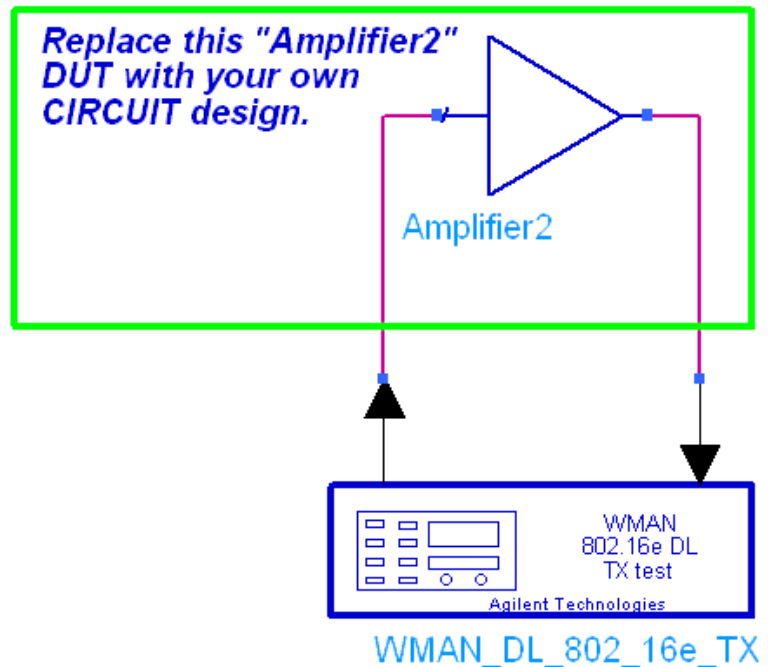 Replace this "Amplifier2"
DUT with your own
CIRCUIT design.
Amplifier2
WMAN
802.16e DL
TX test
Agilent Technologies
WMAN_DL_802_16e_TX